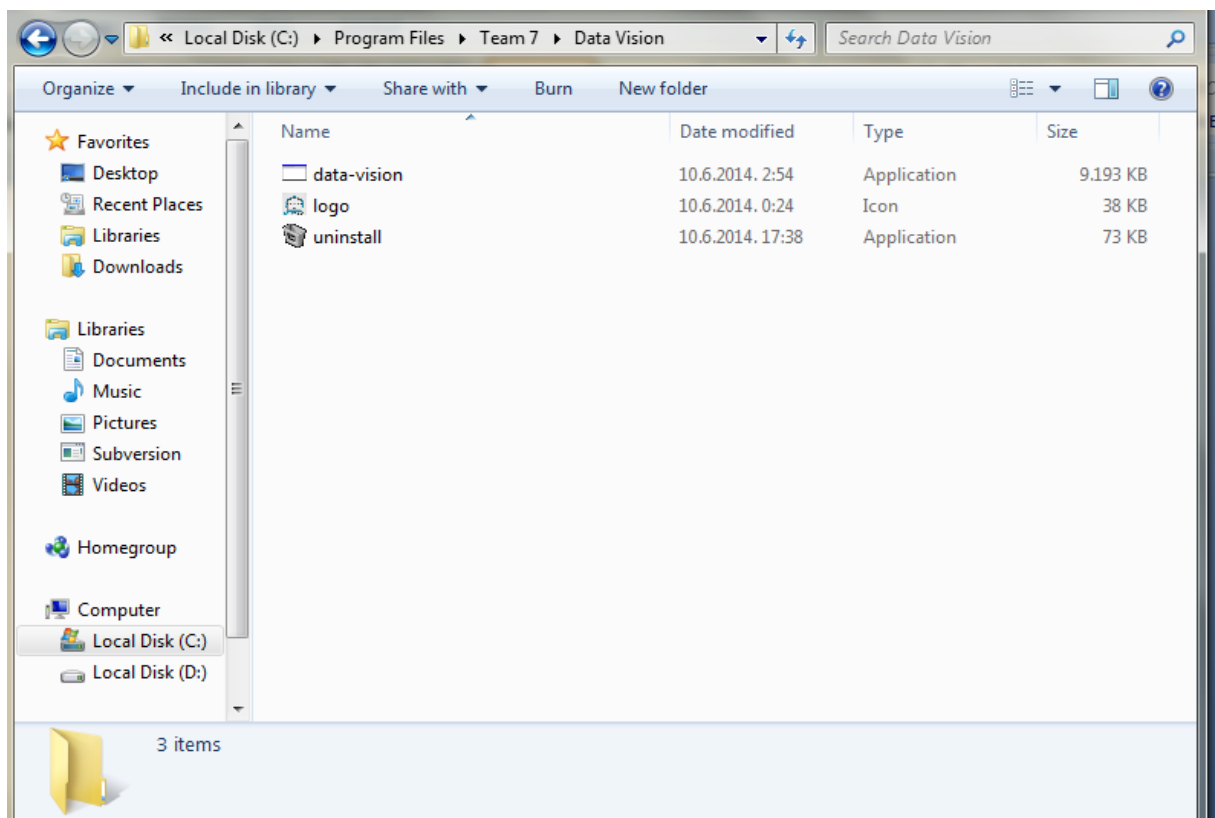 « Local Disk (C:) Program Files Team 7 Data Vision Search Data Vision
Organize Include in library Share with Burn New folder
Name Date modified Type Size
data-vision 10.6.2014. 2:54 Application 9.193 KB
logo 10.6.2014. 0:24 Icon 38 KB
uninstall 10.6.2014. 17:38 Application 73 KB
Favorites
Desktop
Recent Places
Libraries
Downloads
Libraries
Documents
Music
Pictures
Subversion
Videos
Homegroup
Computer
Local Disk (C:)
Local Disk (D:)
3 items